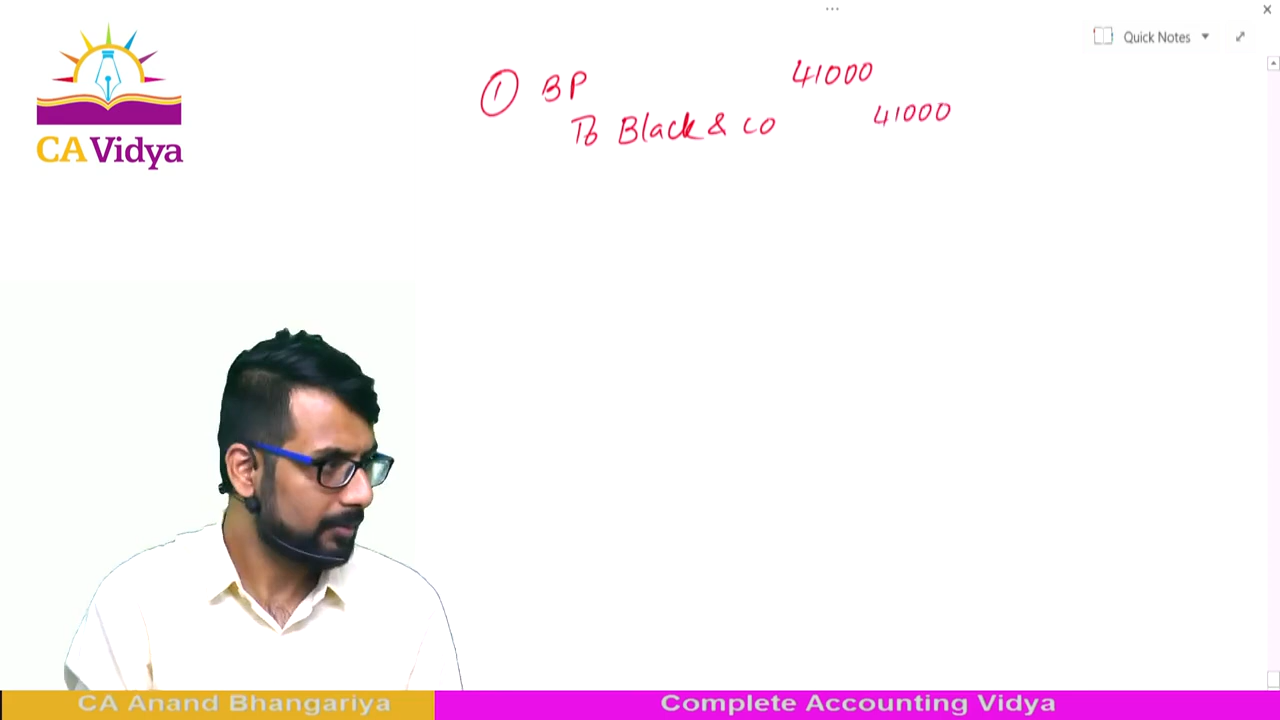 ...
Quick Notes
CA Vidya
① BP 41000
To Black & co 41000
CA Anand Bhangariya
Complete Accounting Vidya